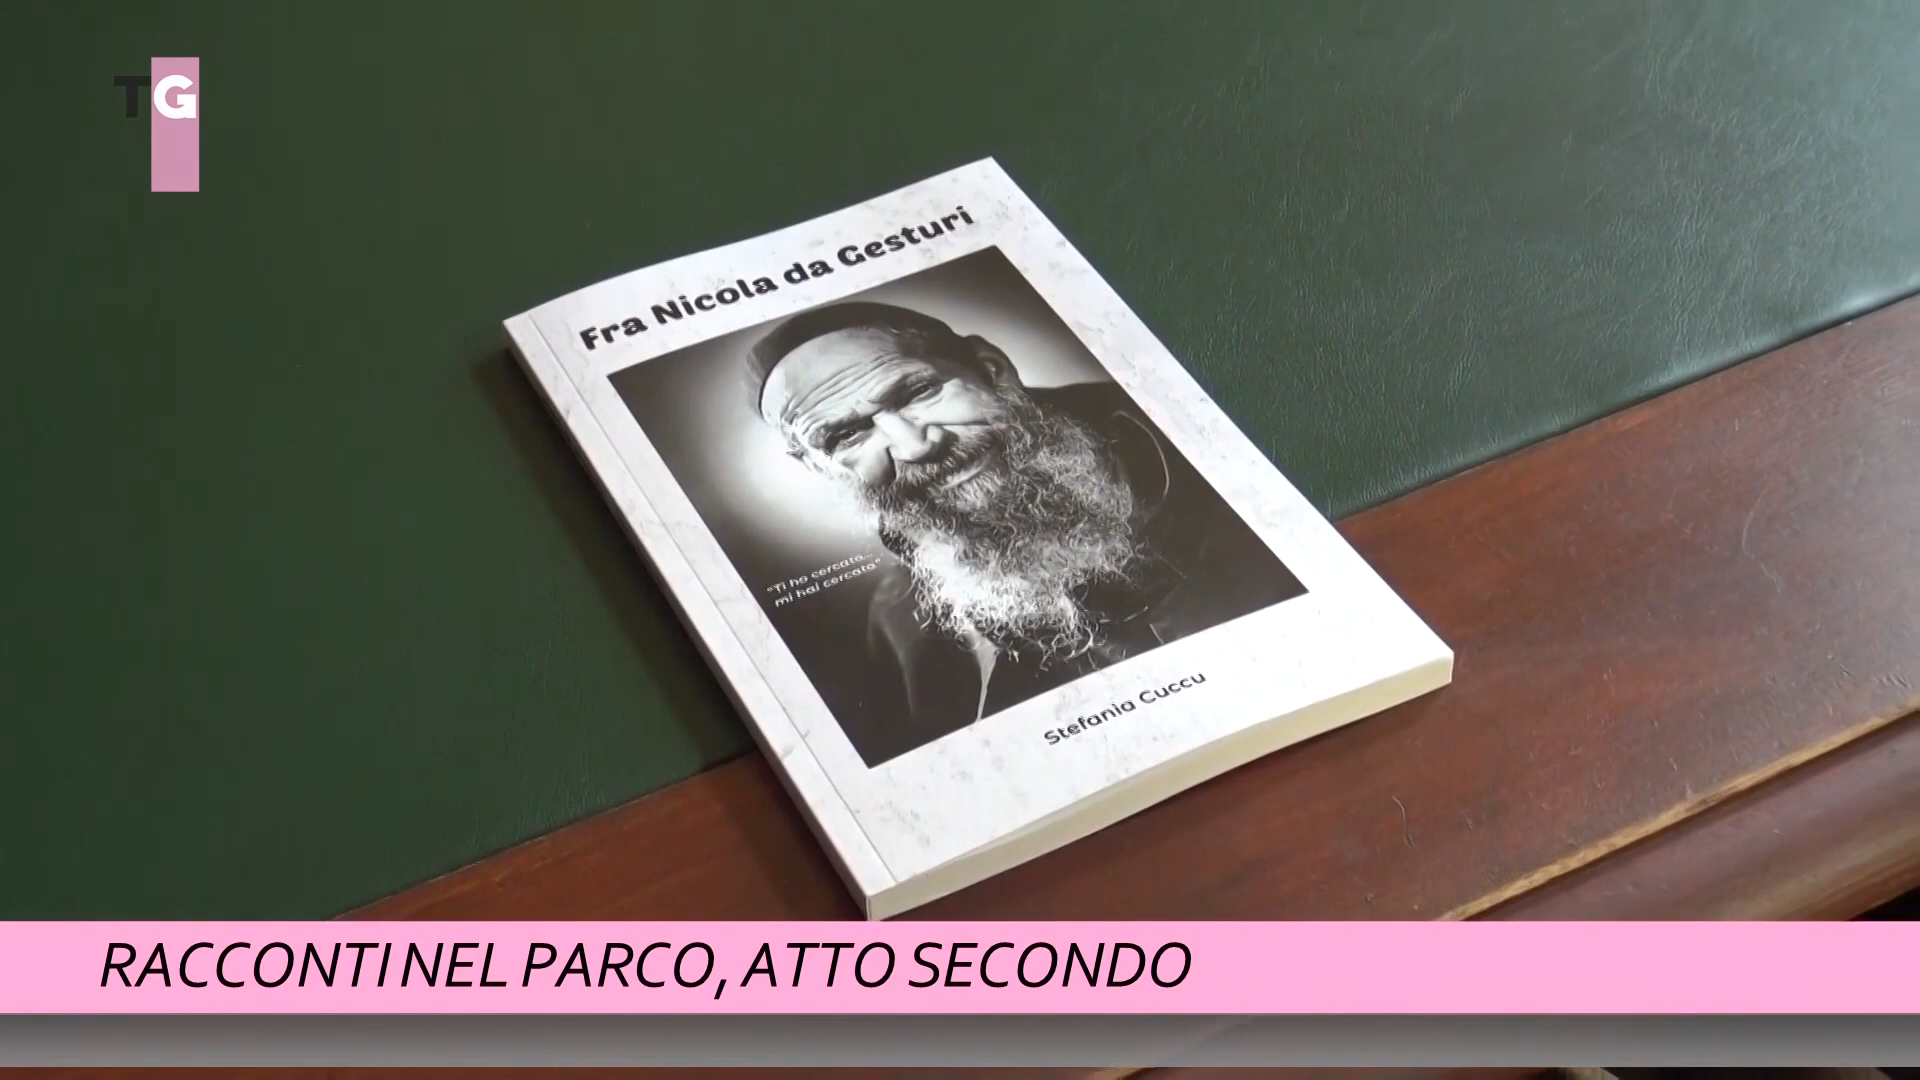 TG
Fra Nicola da Gesturi
"Ti ho cercato...
mi hai cercato"
Stefania Cuccu
RACCONTI NEL PARCO, ATTO SECONDO